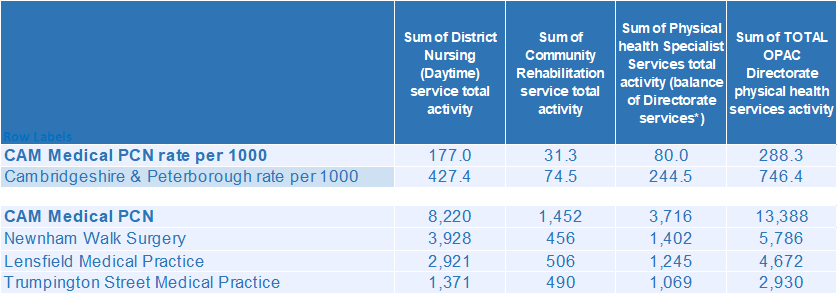 Row Labels
Sum of District Nursing (Daytime) service total activity
Sum of Community Rehabilitation service total activity
Sum of Physical health Specialist Services total activity (balance of Directorate services*)
Sum of TOTAL OPAC Directorate physical health services activity
CAM Medical PCN rate per 1000 177.0 31.3 80.0 288.3
Cambridgeshire & Peterborough rate per 1000 427.4 74.5 244.5 746.4
CAM Medical PCN 8,220 1,452 3,716 13,388
Newnham Walk Surgery 3,928 456 1,402 5,786
Lensfield Medical Practice 2,921 506 1,245 4,672
Trumpington Street Medical Practice 1,371 490 1,069 2,930